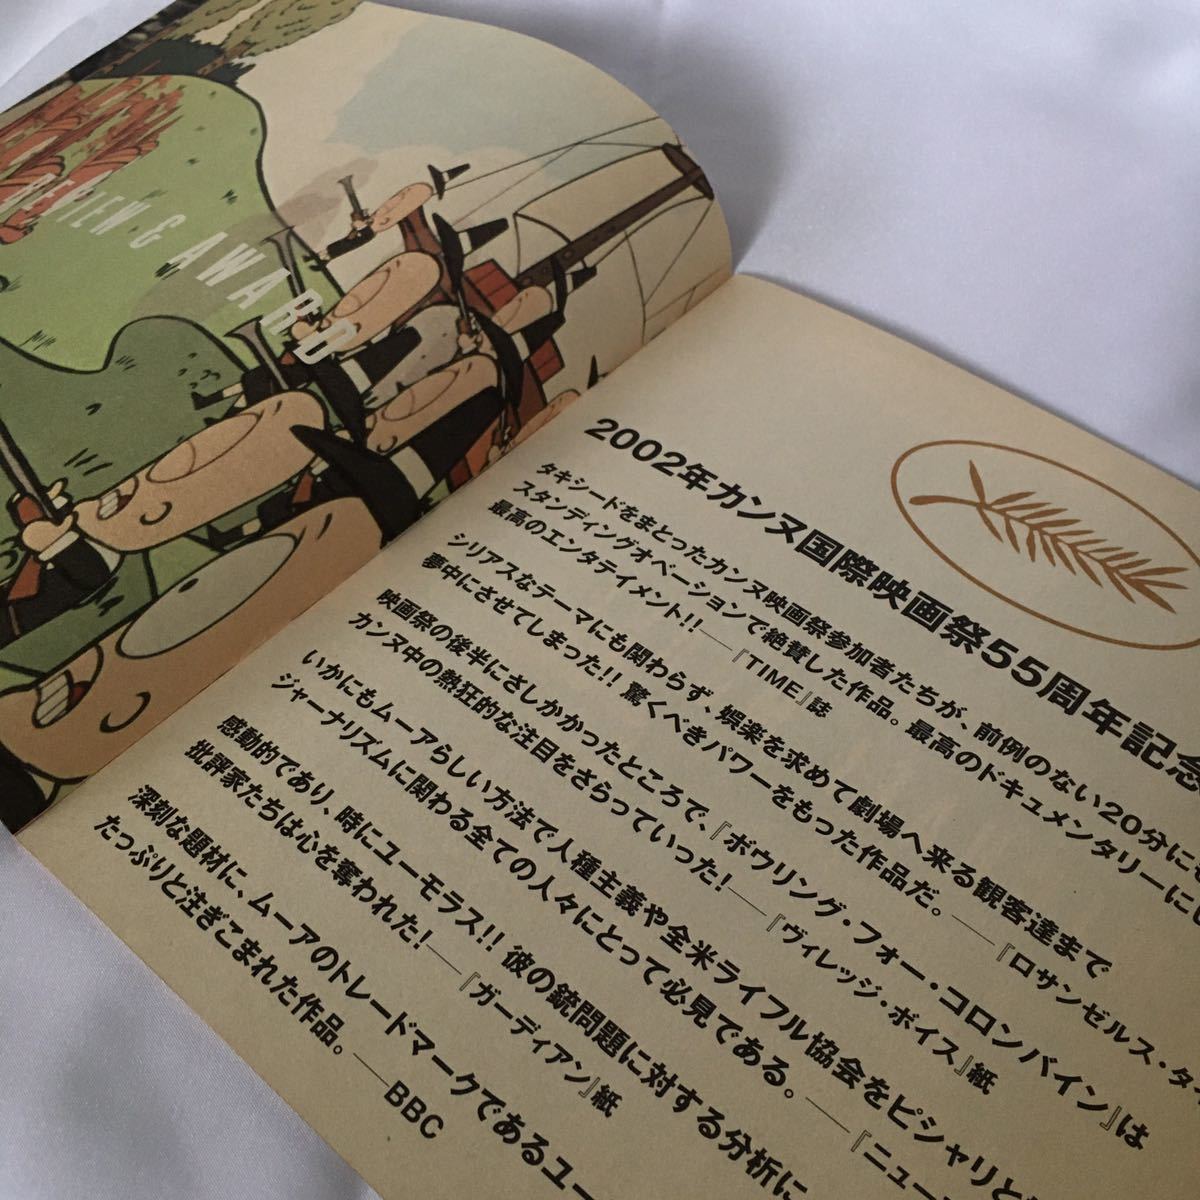 REVIEW & AWARD
2002年カンヌ国際映画祭55周年記念
タキシードをまとったカンヌ映画祭参加者たちが、前例のない20分に
スタンディングオベーションで絶賛した作品。最高のドキュメンタリーにし
最高のエンタテイメント!!——『TIME』誌
シリアスなテーマにも関わらず、娯楽を求めて劇場へ来る観客達まで
夢中にさせてしまった!! 驚くべきパワーをもった作品だ。——『ロサンゼルス・タ
映画祭の後半にさしかかったところで、『ボウリング・フォー・コロンバイン』は
カンヌ中の熱狂的な注目をさらっていった!——『ヴィレッジ・ボイス』紙
いかにもムーアらしい方法で人種主義や全米ライフル協会をピシャリと
ジャーナリズムに関わる全ての人々にとって必見である。——『ニュー
感動的であり、時にユーモラス!! 彼の銃問題に対する分析に
批評家たちは心を奪われた!——『ガーディアン』紙
深刻な題材に、ムーアのトレードマークであるユー
たっぷりと注ぎこまれた作品。——BBC